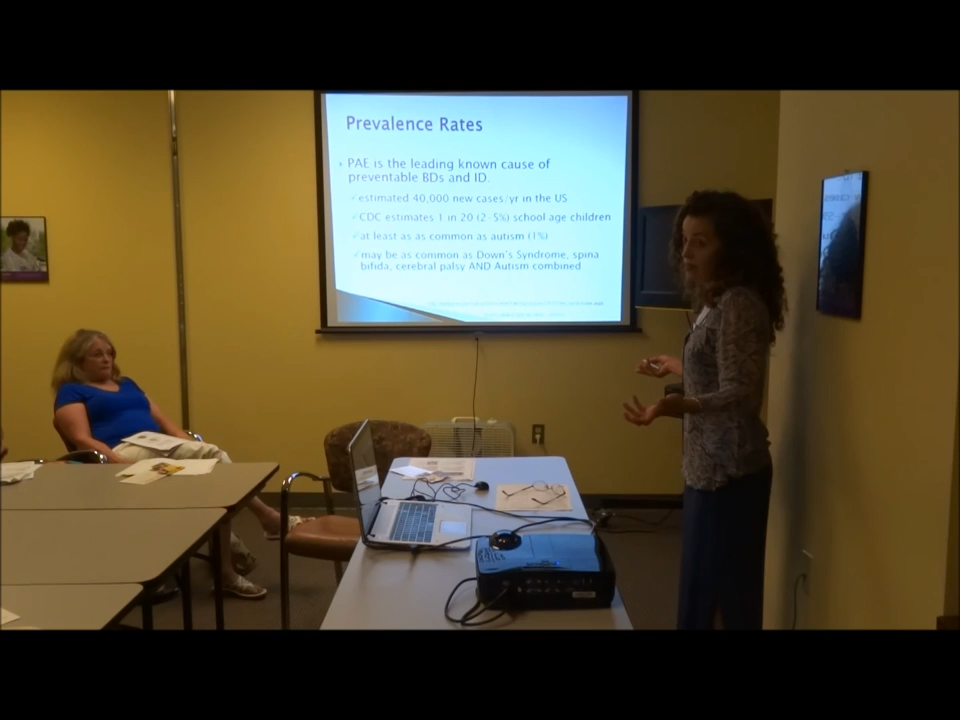 Prevalence Rates
PAE is the leading known cause of
preventable BDs and ID.
estimated 40,000 new cases/yr in the US
CDC estimates 1 in 20 (2-5%) school age children
at least as as common as autism (1%)
may be as common as Down's Syndrome, spina
bifida, cerebral palsy AND Autism combined